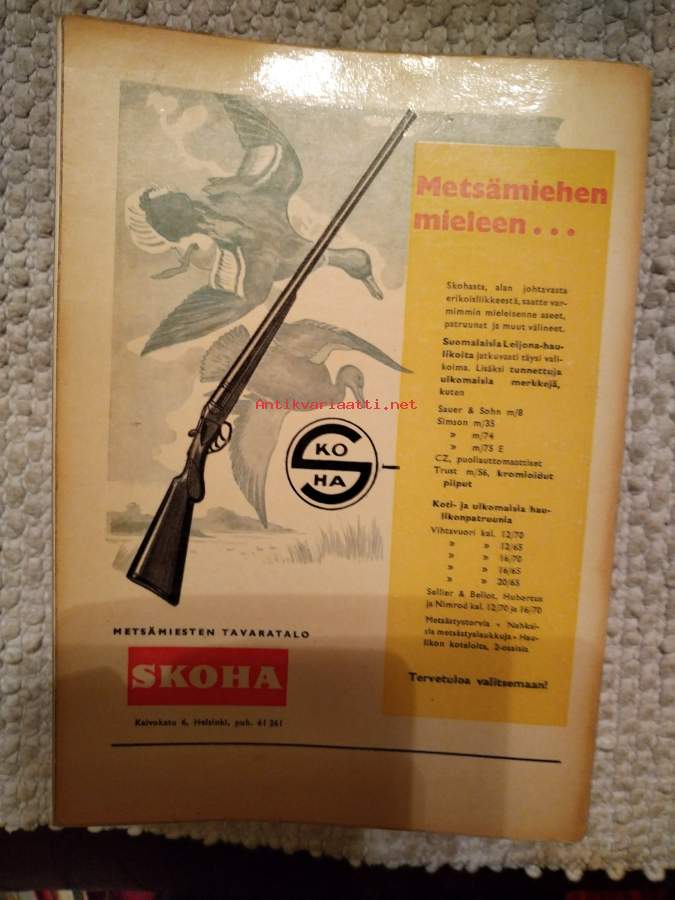 Metsämiehen
mieleen...
Skohasta, alan johtavasta
erikoisliikkeestä, saatte var-
mimmin mieleisenne aseet,
patruunat ja muut välineet.
Suomalaisia Leijona-hau-
likoita jatkuvasti täysi vali-
koima. Lisäksi tunnettuja
ulkomaisia merkkejä,
kuten
Sauer & Sohn m/8
Simson m/35
» m/74
» m/75 E
CZ, puoliautomaattiset
Trust m/56, kromioidut
piiput
Koti- ja ulkomaisia hau-
likonpatruunia
Vihtavuori kal. 12/70
» » 12/65
» » 16/70
» » 16/65
» » 20/65
Sellier & Bellot, Hubertus
ja Nimrod kal. 12/70 ja 16/70
Metsästystorvia - Nahkai-
sia metsästyslaukkuja - Hau-
likon koteloita, 2-osaisia
Tervetuloa valitsemaan!
Antikvariaatti.net
SKOHA
METSÄMIESTEN TAVARATALO
SKOHA
Kaivokatu 6, Helsinki, puh. 61 261